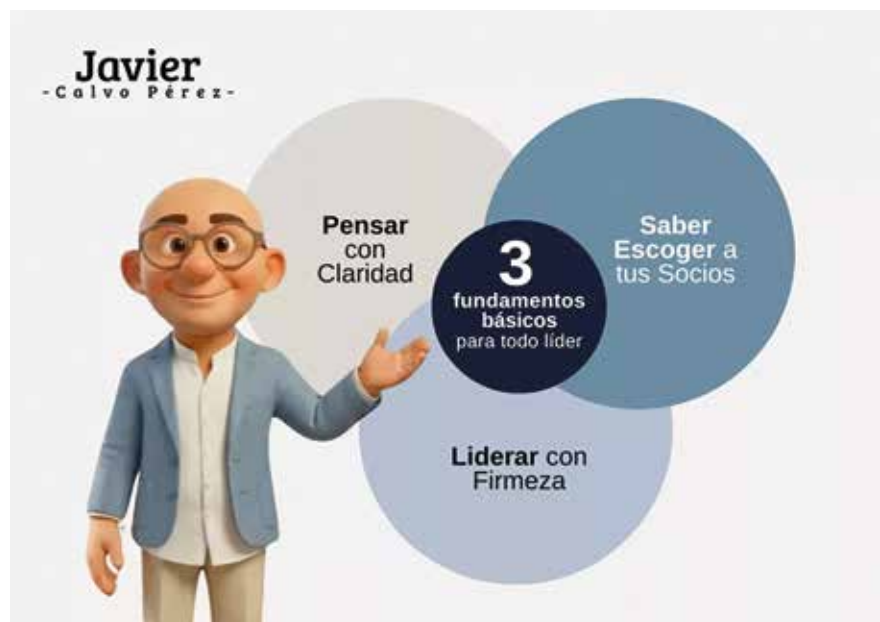 Javier
-Calvo Pérez-
Pensar
con
Claridad
Saber
Escoger a
tus Socios
3
fundamentos
básicos
para todo líder
Liderar con
Firmeza